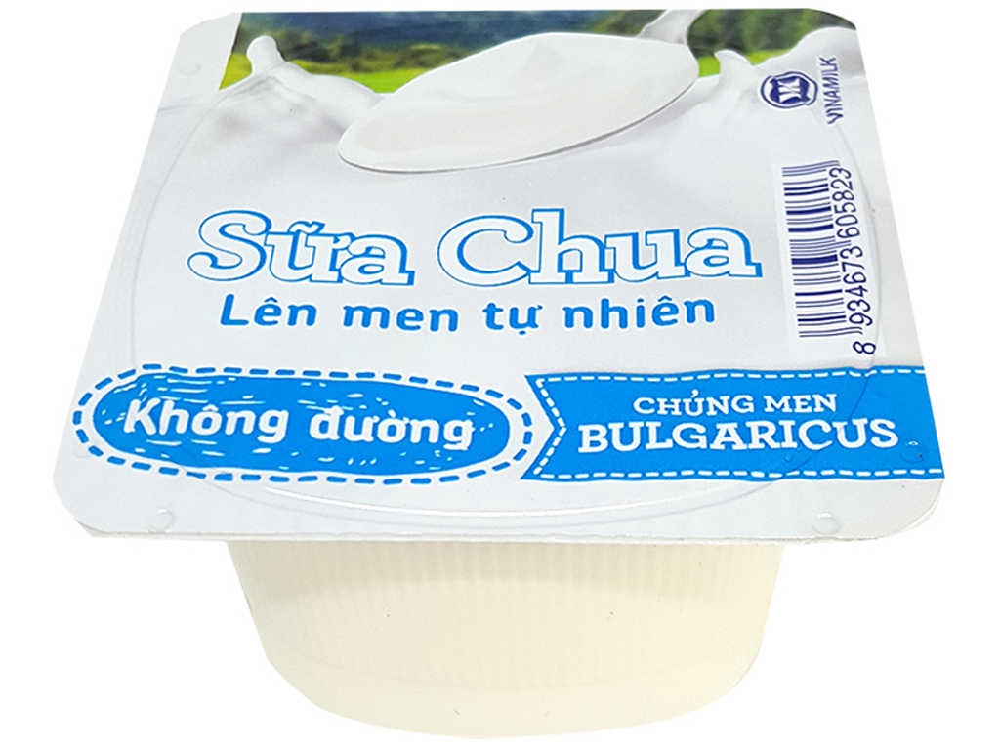 VINAMILK
Sữa Chua
Lên men tự nhiên
8 934673 605823
Không đường
CHỦNG MEN
BULGARICUS